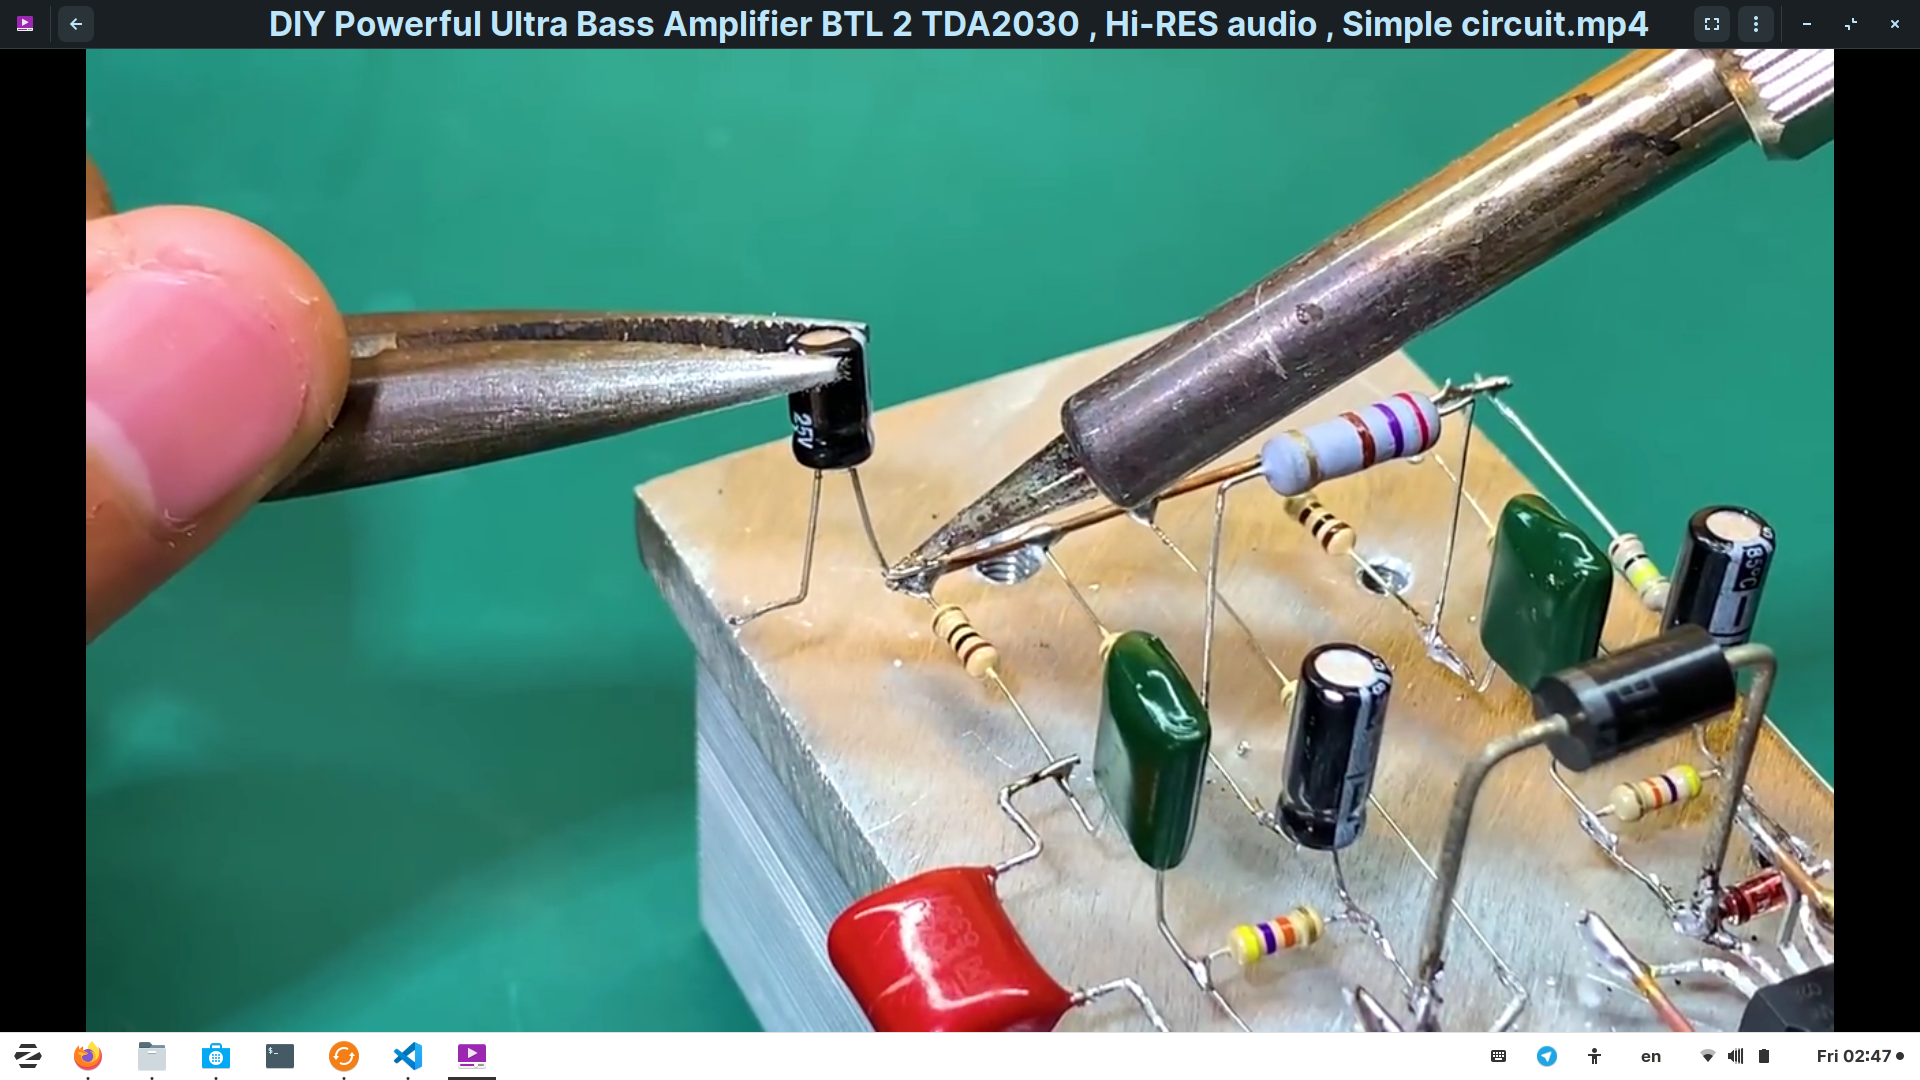 DIY Powerful Ultra Bass Amplifier BTL 2 TDA2030 , Hi-RES audio , Simple circuit.mp4
25V
85°C
en
Fri 02:47